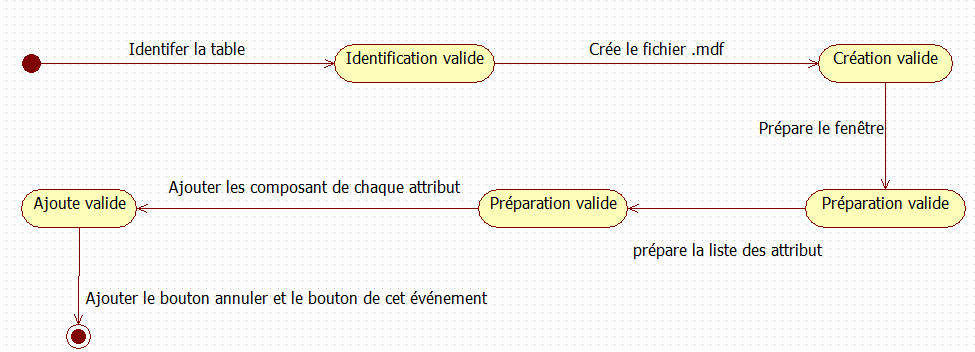 Identifer la table
Identification valide
Crée le fichier .mdf
Création valide
Prépare le fenêtre
Préparation valide
prépare la liste des attribut
Préparation valide
Ajouter les composant de chaque attribut
Ajoute valide
Ajouter le bouton annuler et le bouton de cet événement